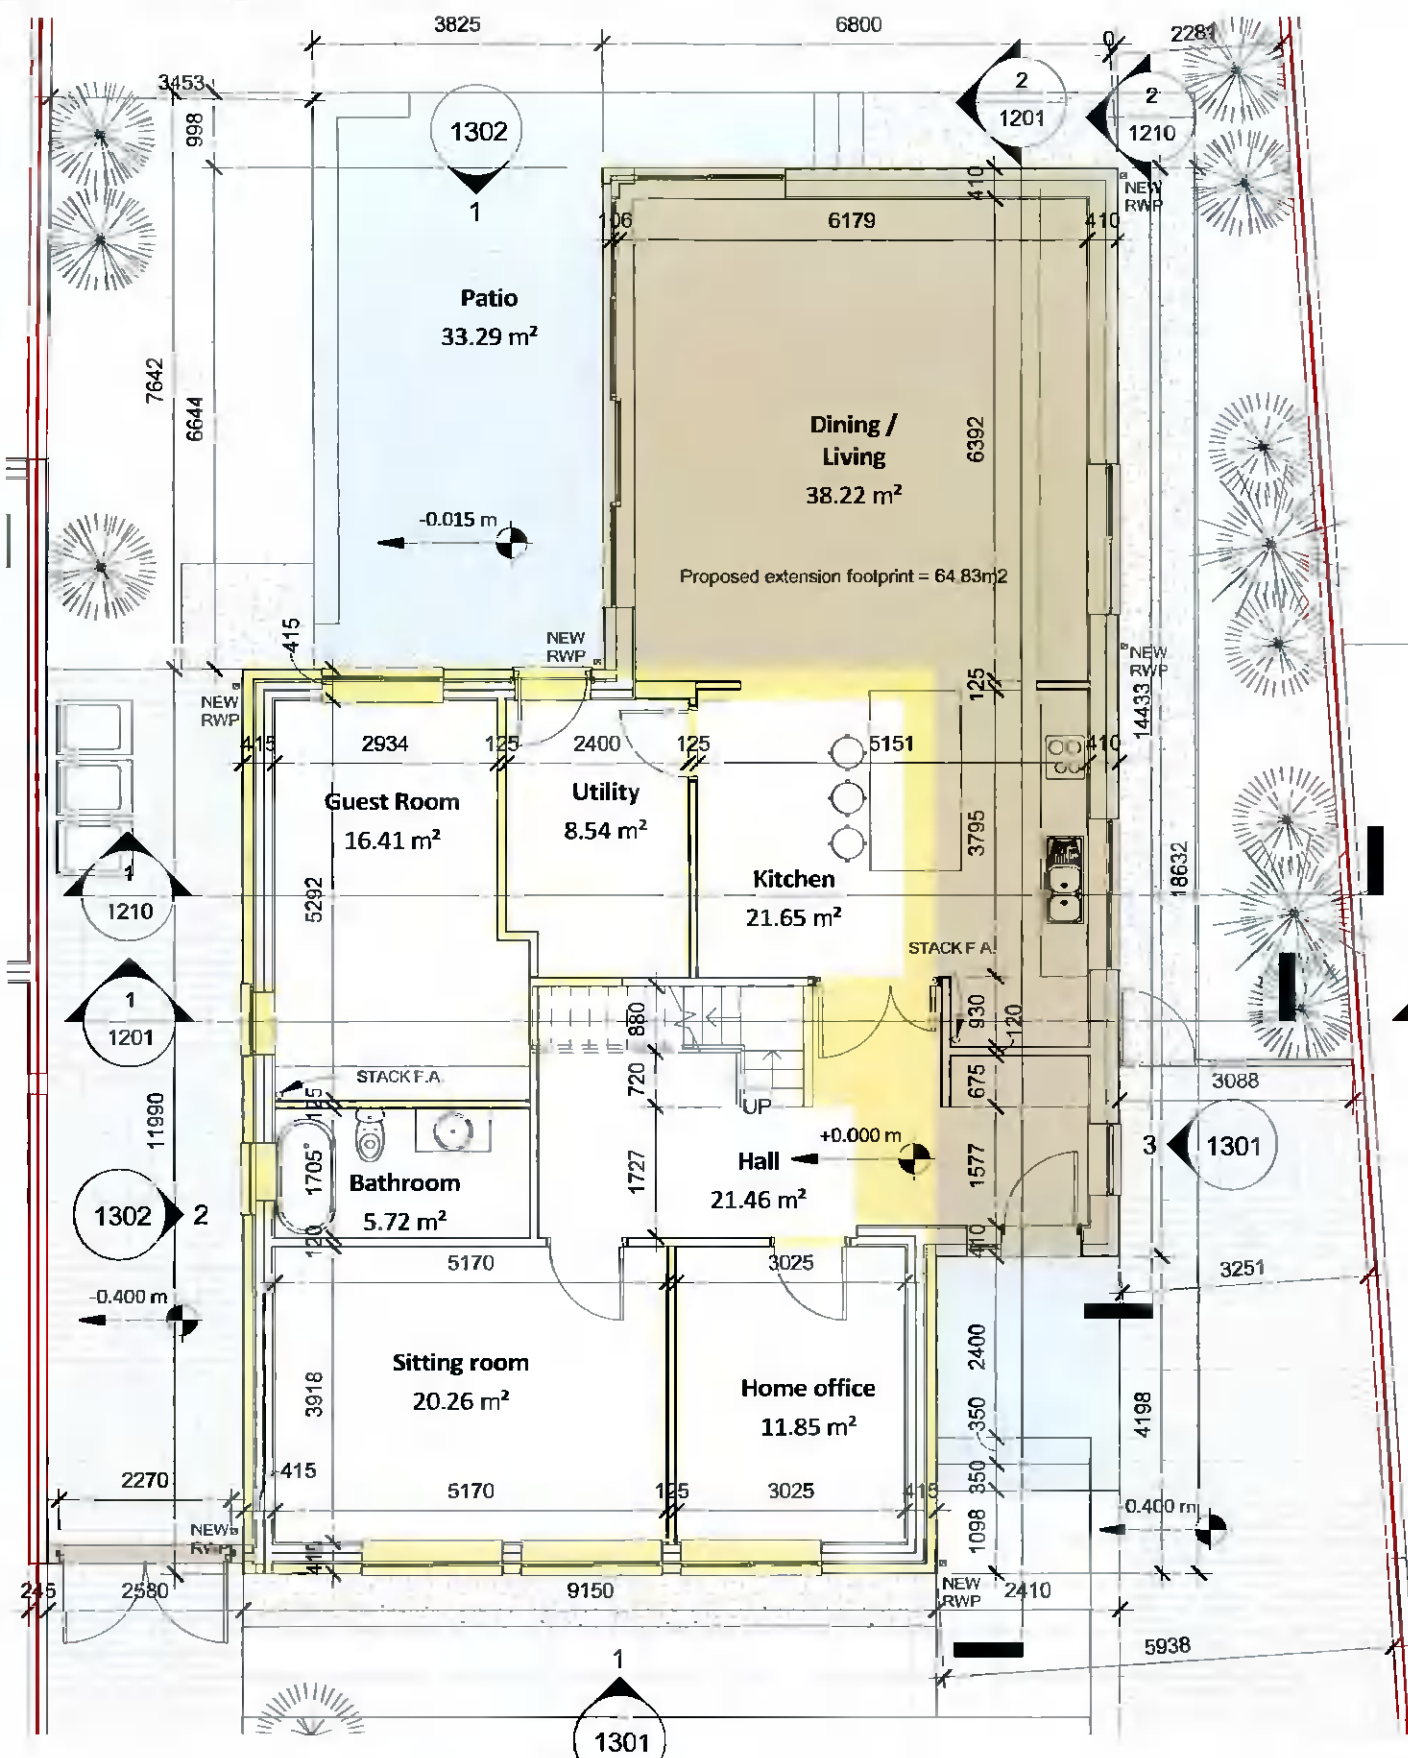 3825
6800
0
2281
3453
998
1302
1
2
1201
2
1210
NEW
RWP
410
106
6179
410
Patio
33.29 m²
7642
6644
Dining /
Living
38.22 m²
6392
-0.015 m
Proposed extension footprint = 64.83m2
415
NEW
RWP
NEW
RWP
NEW
RWP
125
14433
415
2934
125
2400
125
5151
410
Guest Room
16.41 m²
Utility
8.54 m²
3795
Kitchen
21.65 m²
18632
5292
1
1210
STACK F.A.
1
1201
880
930
120
720
675
3088
STACK F.A.
125
UP
+0.000 m
11990
1705
1727
Hall
21.46 m²
1577
3
1301
Bathroom
5.72 m²
1302
2
120
410
5170
3025
3251
-0.400 m
Sitting room
20.26 m²
3918
Home office
11.85 m²
2400
350
4198
415
2270
5170
125
3025
415
350
0.400 m
1098
NEW
RWP
415
245
2580
9150
NEW
RWP
2410
5938
1
1301